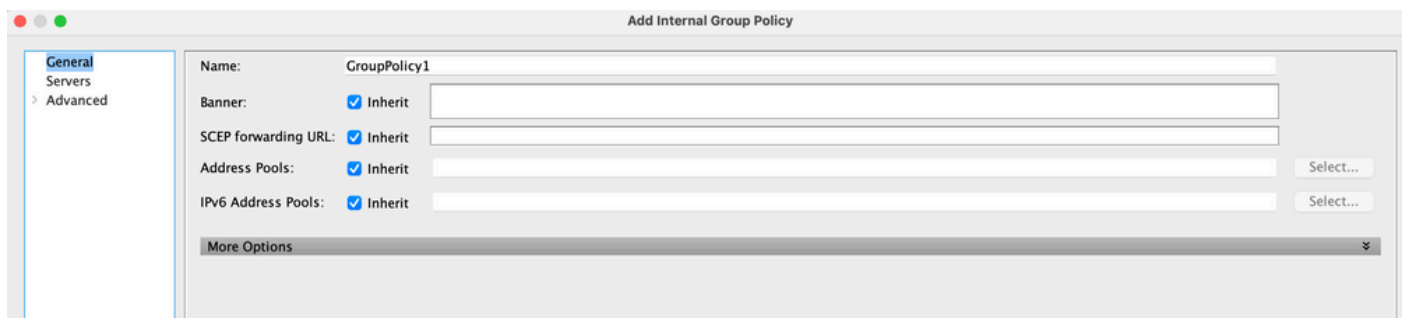 Add Internal Group Policy
General
Servers
Advanced
Name: GroupPolicy1
Banner: Inherit
SCEP forwarding URL: Inherit
Address Pools: Inherit Select...
IPv6 Address Pools: Inherit Select...
More Options